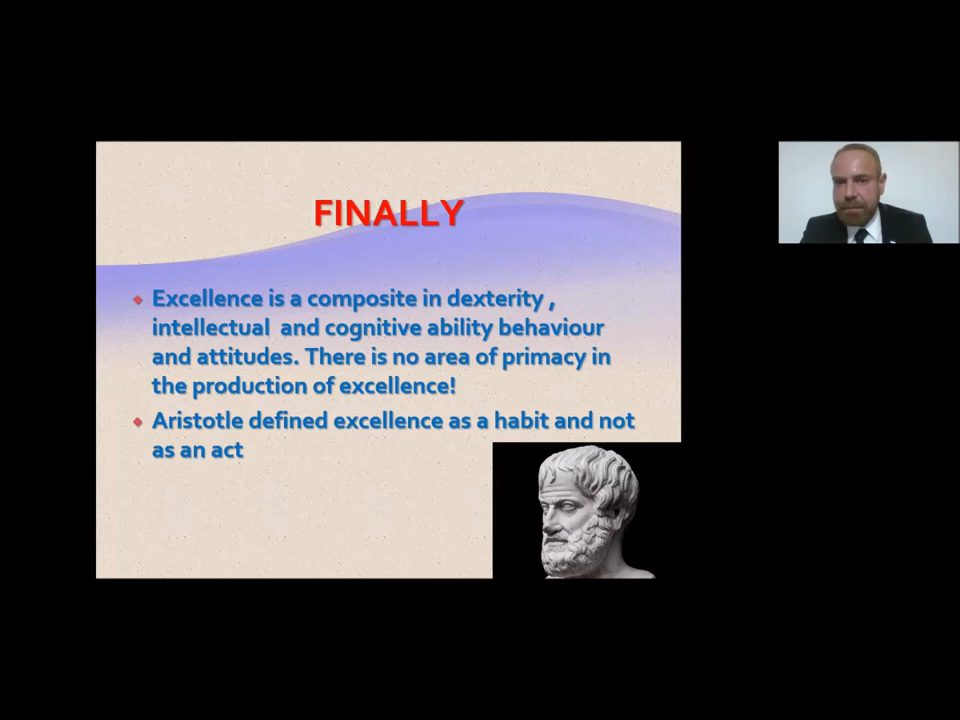 FINALLY
Excellence is a composite in dexterity ,
intellectual and cognitive ability behaviour
and attitudes. There is no area of primacy in
the production of excellence!
Aristotle defined excellence as a habit and not
as an act